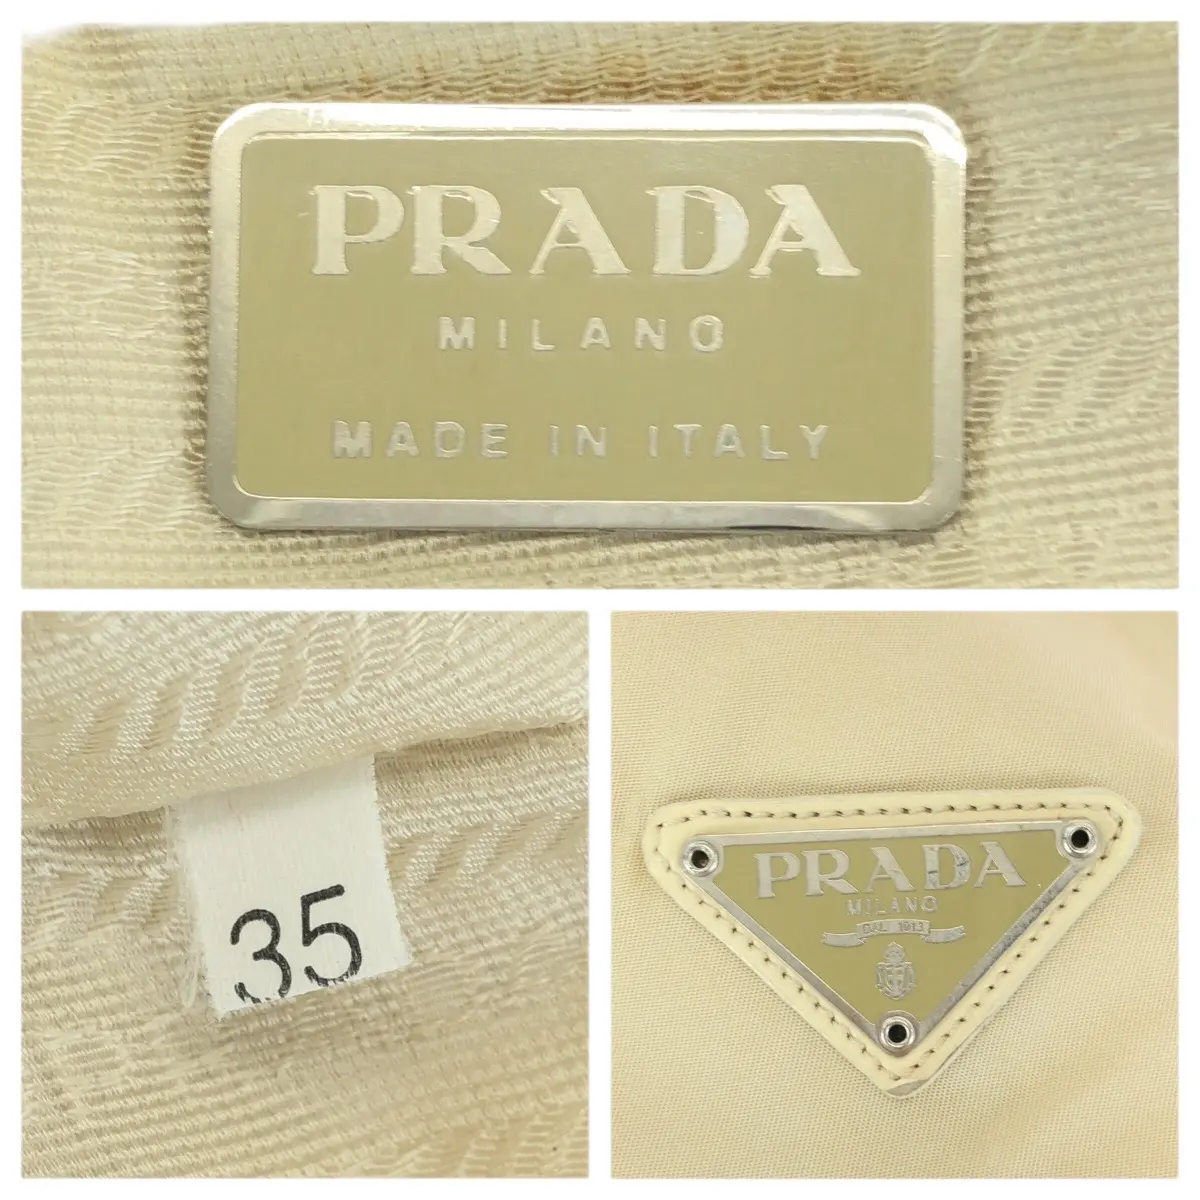 PRADA
MILANO
MADE IN ITALY
35
PRADA
MILANO
DAL 1913